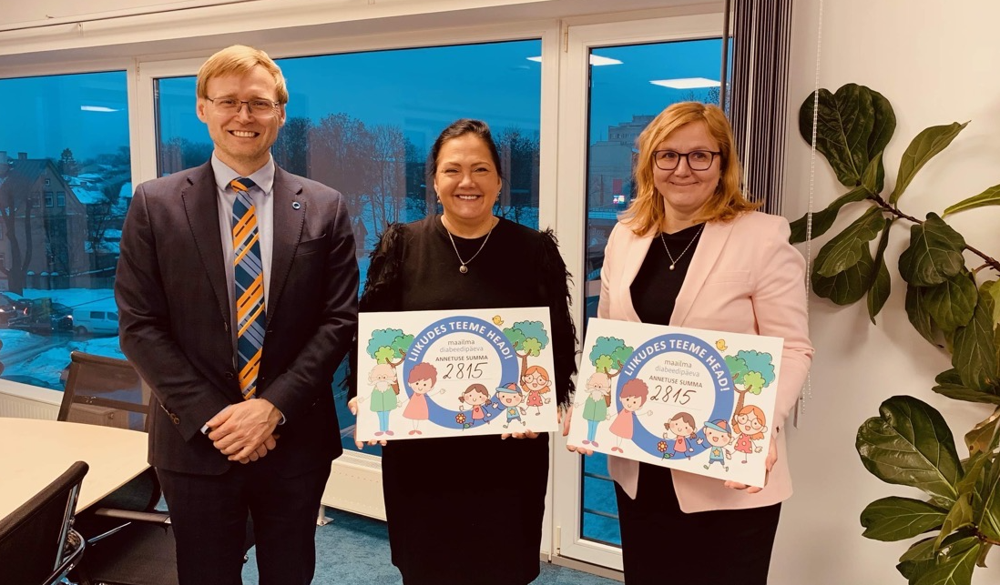 LIIKUDES TEEME HEAD!
maailma
diabeedipäeva
ANNETUSE SUMMA
2815
LIIKUDES TEEME HEAD!
maailma
diabeedipäeva
ANNETUSE SUMMA
2815